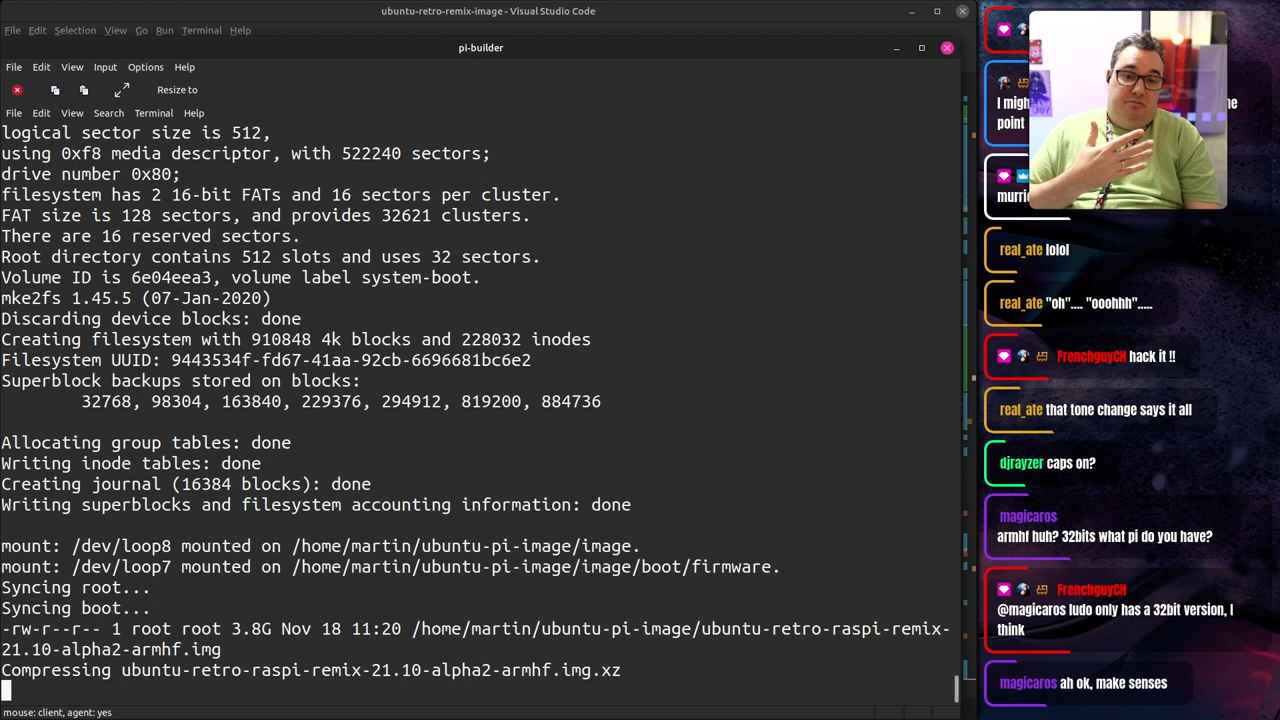 ubuntu-retro-remix-image - Visual Studio Code
File Edit Selection View Go Run Terminal Help
pi-builder
File Edit View Input Options Help
Resize to
File Edit View Search Terminal Help
logical sector size is 512,
using 0xf8 media descriptor, with 522240 sectors;
drive number 0x80;
filesystem has 2 16-bit FATs and 16 sectors per cluster.
FAT size is 128 sectors, and provides 32621 clusters.
There are 16 reserved sectors.
Root directory contains 512 slots and uses 32 sectors.
Volume ID is 6e04eea3, volume label system-boot.
mke2fs 1.45.5 (07-Jan-2020)
Discarding device blocks: done
Creating filesystem with 910848 4k blocks and 228032 inodes
Filesystem UUID: 9443534f-fd67-41aa-92cb-6696681bc6e2
Superblock backups stored on blocks:
32768, 98304, 163840, 229376, 294912, 819200, 884736
Allocating group tables: done
Writing inode tables: done
Creating journal (16384 blocks): done
Writing superblocks and filesystem accounting information: done
mount: /dev/loop8 mounted on /home/martin/ubuntu-pi-image/image.
mount: /dev/loop7 mounted on /home/martin/ubuntu-pi-image/image/boot/firmware.
Syncing root...
Syncing boot...
-rw-r--r-- 1 root root 3.8G Nov 18 11:20 /home/martin/ubuntu-pi-image/ubuntu-retro-raspi-remix-
21.10-alpha2-armhf.img
Compressing ubuntu-retro-raspi-remix-21.10-alpha2-armhf.img.xz
mouse: client, agent: yes
point
real_ate lolol
real_ate "oh".... "ooohhh".....
FrenchguyCH hack it !!
real_ate that tone change says it all
djrayzer caps on?
magicaros
armhf huh? 32bits what pi do you have?
FrenchguyCH
@magicaros ludo only has a 32bit version, I
think
magicaros ah ok, make senses